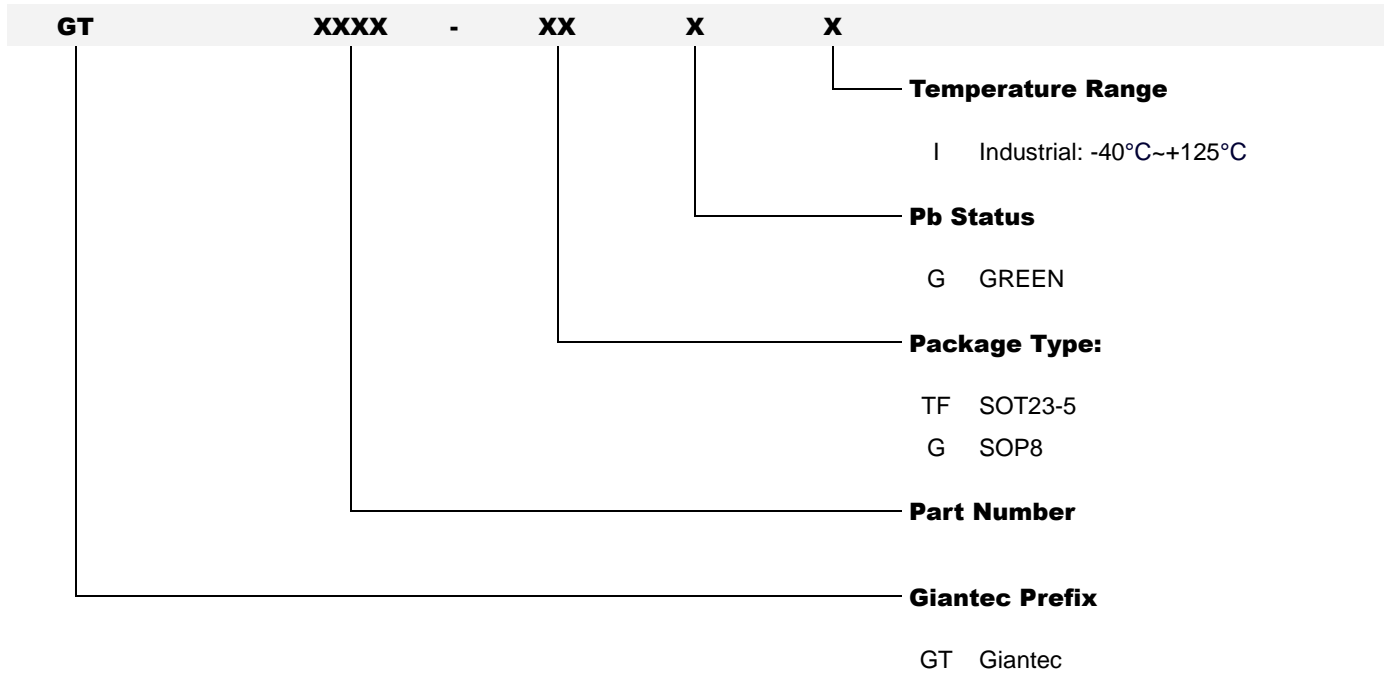 GT XXXX - XX X X
Temperature Range
I Industrial: -40°C~+125°C
Pb Status
G GREEN
Package Type:
TF SOT23-5
G SOP8
Part Number
Giantec Prefix
GT Giantec